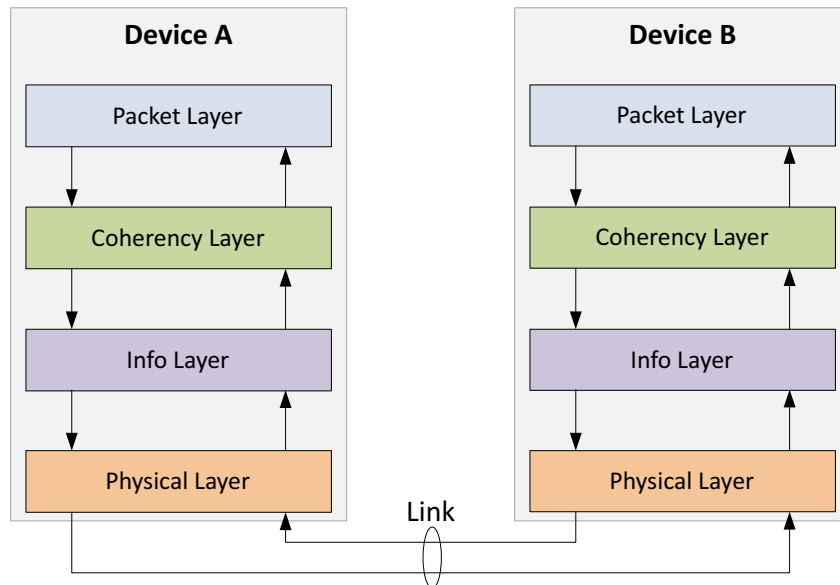 Device A
Packet Layer
Coherency Layer
Info Layer
Physical Layer
Device B
Packet Layer
Coherency Layer
Info Layer
Physical Layer
Link